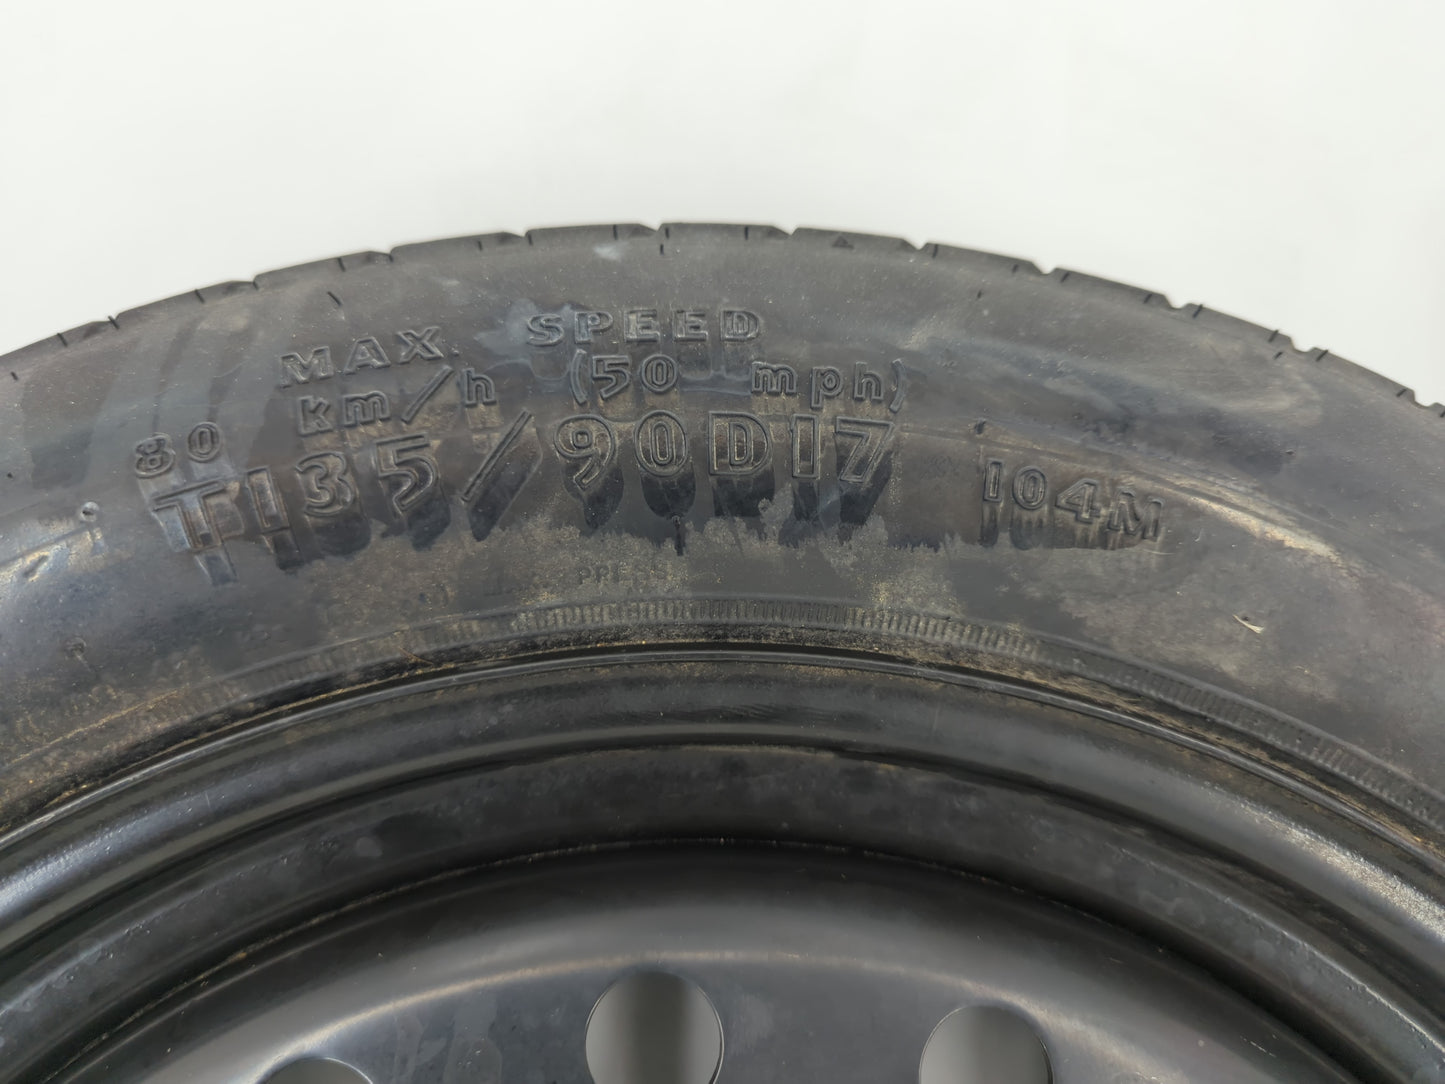 MAX. SPEED
80 km/h (50 mph)
T135/90D17 104M